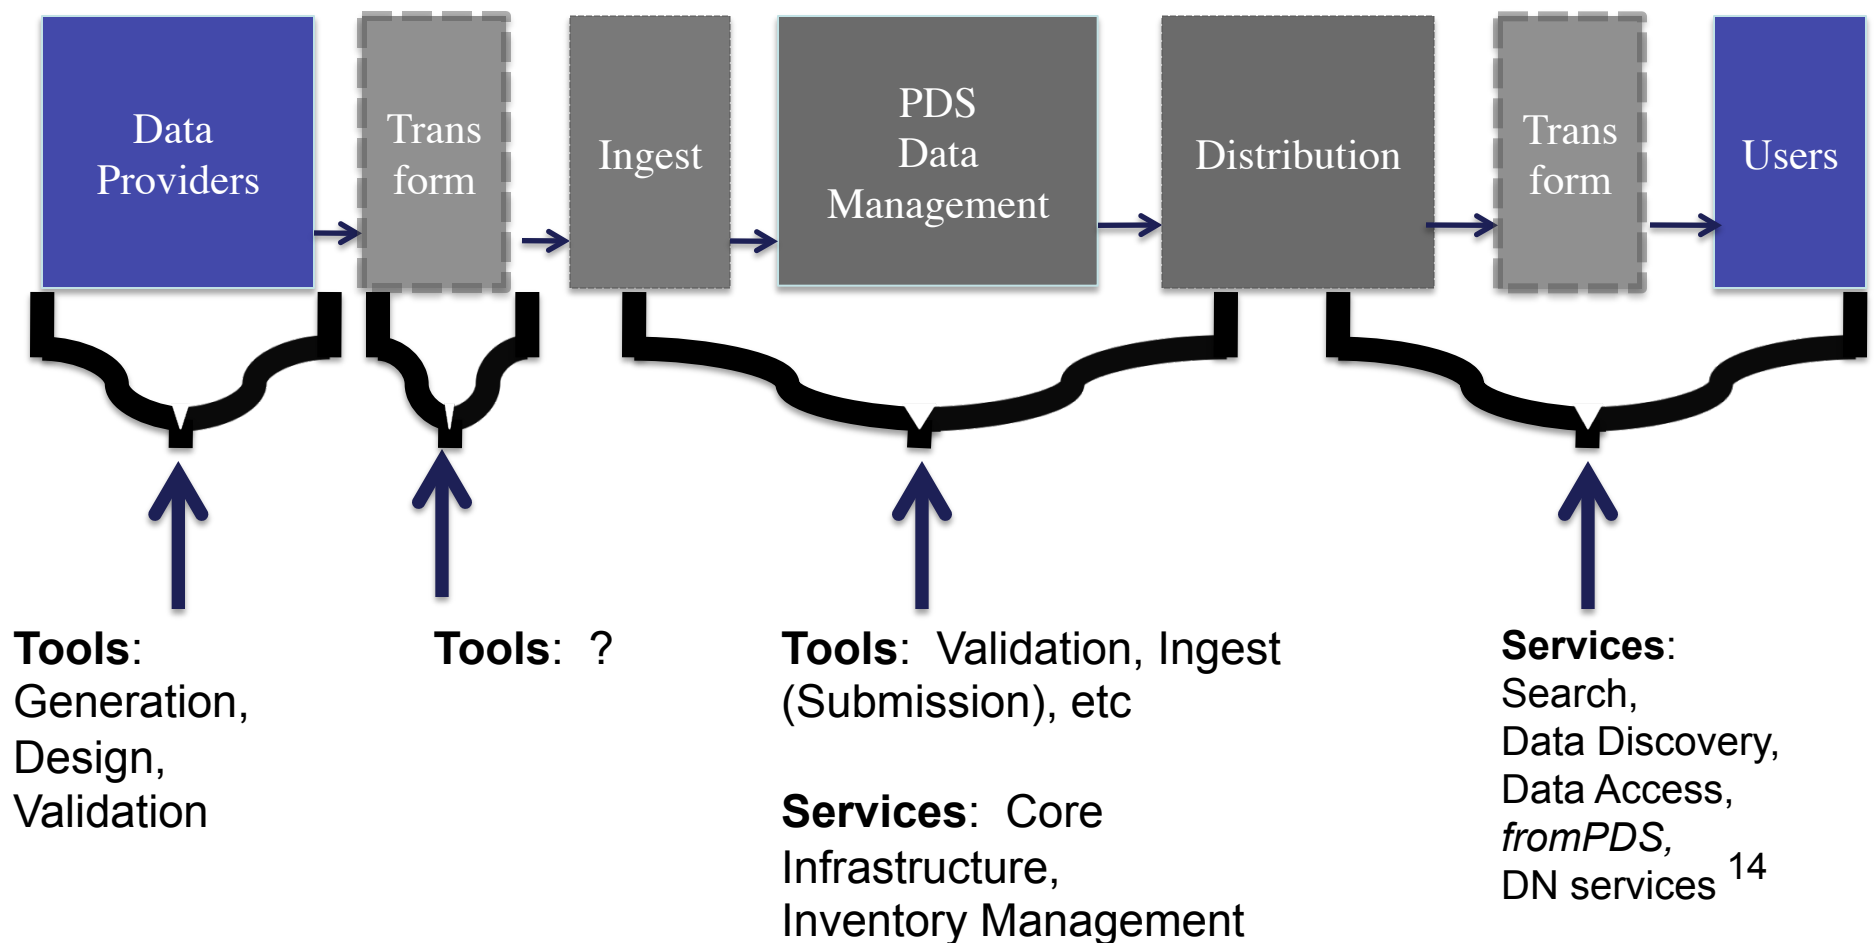 Data
Providers
Trans
form
Ingest
PDS
Data
Management
Distribution
Trans
form
Users
Tools:
Generation,
Design,
Validation
Tools: ?
Tools: Validation, Ingest
(Submission), etc
Services: Core
Infrastructure,
Inventory Management
Services:
Search,
Data Discovery,
Data Access,
fromPDS,
DN services 14